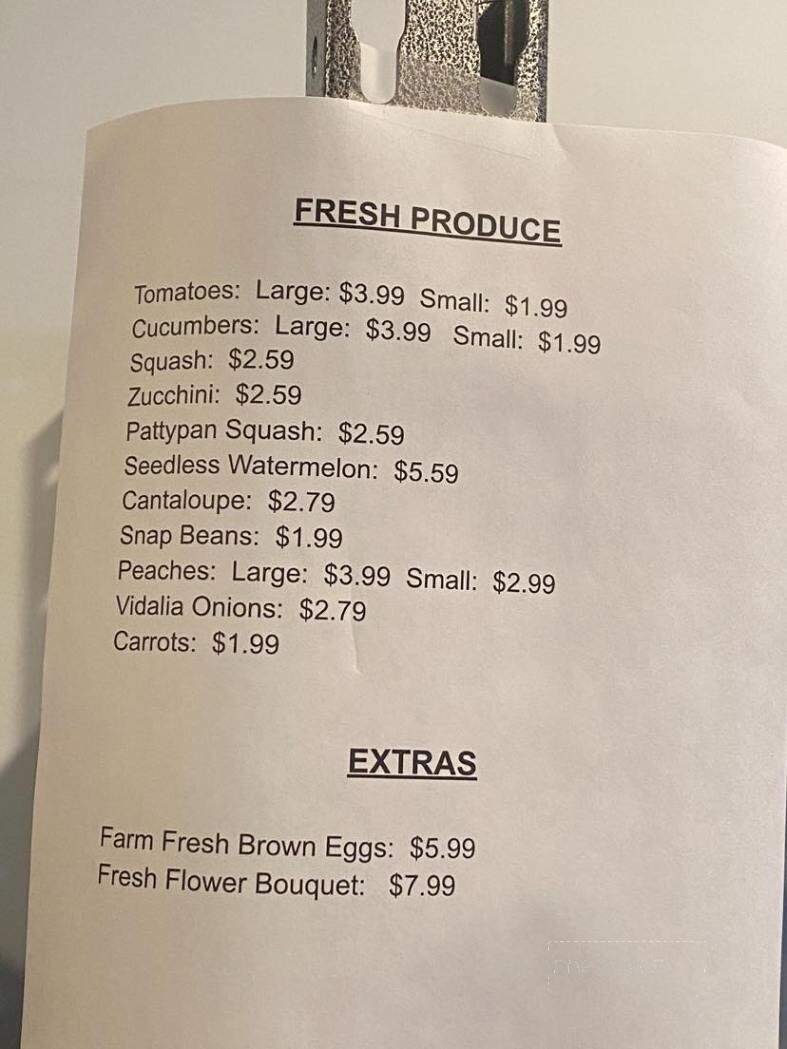 FRESH PRODUCE
Tomatoes: Large: $3.99 Small: $1.99
Cucumbers: Large: $3.99 Small: $1.99
Squash: $2.59
Zucchini: $2.59
Pattypan Squash: $2.59
Seedless Watermelon: $5.59
Cantaloupe: $2.79
Snap Beans: $1.99
Peaches: Large: $3.99 Small: $2.99
Vidalia Onions: $2.79
Carrots: $1.99
EXTRAS
Farm Fresh Brown Eggs: $5.99
Fresh Flower Bouquet: $7.99